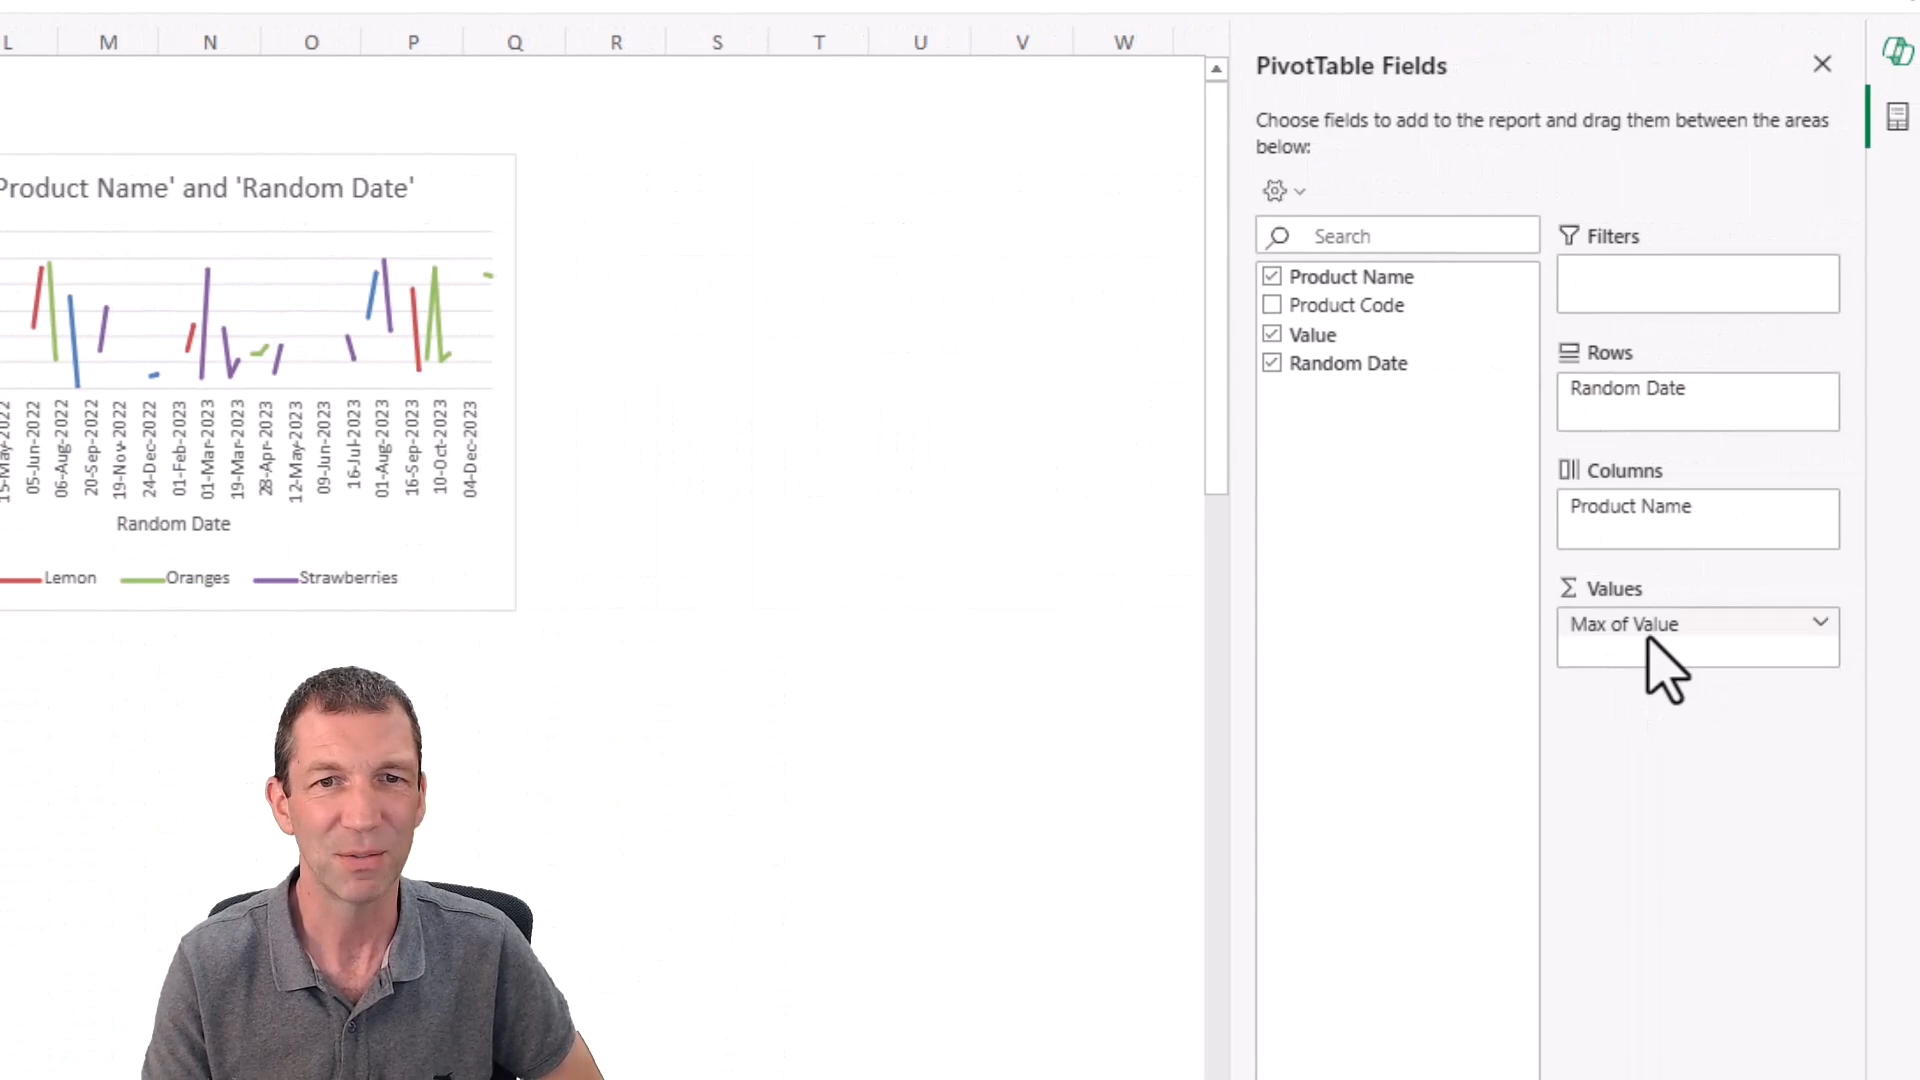 L M N O P Q R S T U V W
Product Name' and 'Random Date'
15-May-2022
05-Jun-2022
06-Aug-2022
20-Sep-2022
19-Nov-2022
24-Dec-2022
01-Feb-2023
01-Mar-2023
19-Mar-2023
28-Apr-2023
12-May-2023
09-Jun-2023
16-Jul-2023
01-Aug-2023
16-Sep-2023
10-Oct-2023
04-Dec-2023
Random Date
Lemon Oranges Strawberries
PivotTable Fields
Choose fields to add to the report and drag them between the areas
below:
Search
Product Name
Product Code
Value
Random Date
Filters
Rows
Random Date
Columns
Product Name
Values
Max of Value